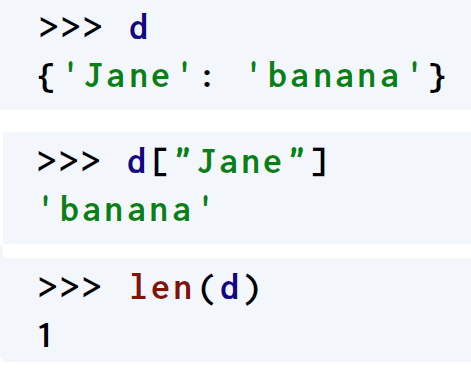 >>> d
{'Jane': 'banana'}
>>> d["Jane"]
'banana'
>>> len(d)
1